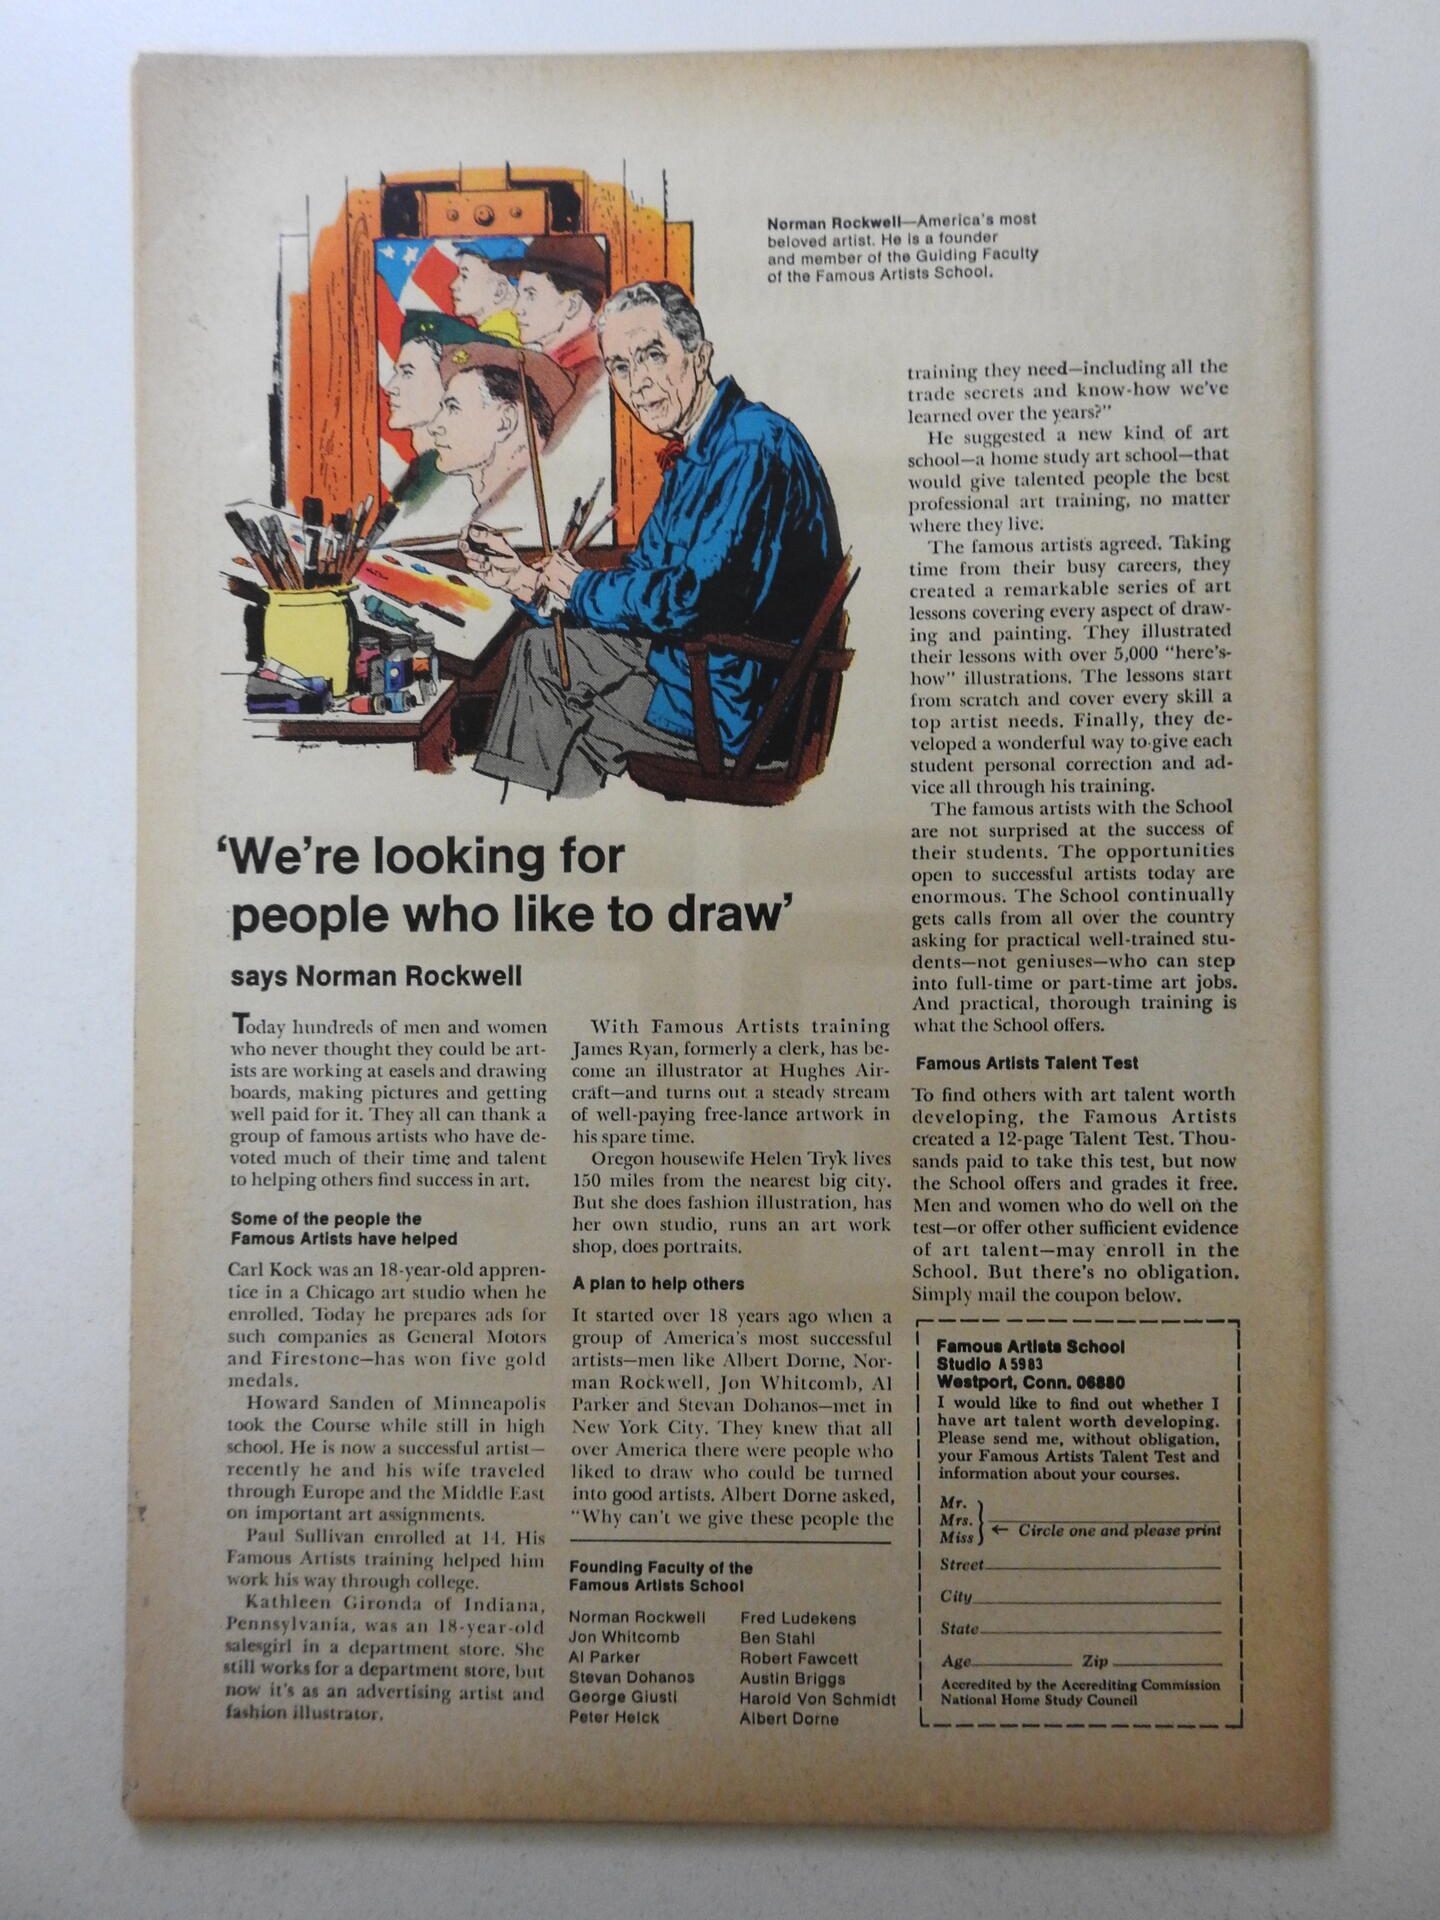 Norman Rockwell—America's most
beloved artist. He is a founder
and member of the Guiding Faculty
of the Famous Artists School.
'We're looking for
people who like to draw'
says Norman Rockwell
Today hundreds of men and women
who never thought they could be art-
ists are working at easels and drawing
boards, making pictures and getting
well paid for it. They all can thank a
group of famous artists who have de-
voted much of their time and talent
to helping others find success in art.
Some of the people the
Famous Artists have helped
Carl Kock was an 18-year-old appren-
tice in a Chicago art studio when he
enrolled. Today he prepares ads for
such companies as General Motors
and Firestone—has won five gold
medals.
Howard Sanden of Minneapolis
took the Course while still in high
school. He is now a successful artist—
recently he and his wife traveled
through Europe and the Middle East
on important art assignments.
Paul Sullivan enrolled at 14. His
Famous Artists training helped him
work his way through college.
Kathleen Gironda of Indiana,
Pennsylvania, was an 18-year-old
salesgirl in a department store. She
still works for a department store, but
now it's as an advertising artist and
fashion illustrator.
With Famous Artists training
James Ryan, formerly a clerk, has be-
come an illustrator at Hughes Air-
craft—and turns out a steady stream
of well-paying free-lance artwork in
his spare time.
Oregon housewife Helen Tryk lives
150 miles from the nearest big city.
But she does fashion illustration, has
her own studio, runs an art work
shop, does portraits.
A plan to help others
It started over 18 years ago when a
group of America's most successful
artists—men like Albert Dorne, Nor-
man Rockwell, Jon Whitcomb, Al
Parker and Stevan Dohanos—met in
New York City. They knew that all
over America there were people who
liked to draw who could be turned
into good artists. Albert Dorne asked,
"Why can't we give these people the
training they need—including all the
trade secrets and know-how we've
learned over the years?"
He suggested a new kind of art
school—a home study art school—that
would give talented people the best
professional art training, no matter
where they live.
The famous artists agreed. Taking
time from their busy careers, they
created a remarkable series of art
lessons covering every aspect of draw-
ing and painting. They illustrated
their lessons with over 5,000 "here's-
how" illustrations. The lessons start
from scratch and cover every skill a
top artist needs. Finally, they de-
veloped a wonderful way to give each
student personal correction and ad-
vice all through his training.
The famous artists with the School
are not surprised at the success of
their students. The opportunities
open to successful artists today are
enormous. The School continually
gets calls from all over the country
asking for practical well-trained stu-
dents—not geniuses—who can step
into full-time or part-time art jobs.
And practical, thorough training is
what the School offers.
Famous Artists Talent Test
To find others with art talent worth
developing, the Famous Artists
created a 12-page Talent Test. Thou-
sands paid to take this test, but now
the School offers and grades it free.
Men and women who do well on the
test—or offer other sufficient evidence
of art talent—may enroll in the
School. But there's no obligation.
Simply mail the coupon below.
Founding Faculty of the
Famous Artists School
Norman Rockwell
Jon Whitcomb
Al Parker
Stevan Dohanos
George Giusti
Peter Helck
Fred Ludekens
Ben Stahl
Robert Fawcett
Austin Briggs
Harold Von Schmidt
Albert Dorne
Famous Artists School
Studio A 5983
Westport, Conn. 06880
I would like to find out whether I
have art talent worth developing.
Please send me, without obligation,
your Famous Artists Talent Test and
information about your courses.
Mr.
Mrs.
Miss
← Circle one and please print
Street
City
State
Age Zip
Accredited by the Accrediting Commission
National Home Study Council